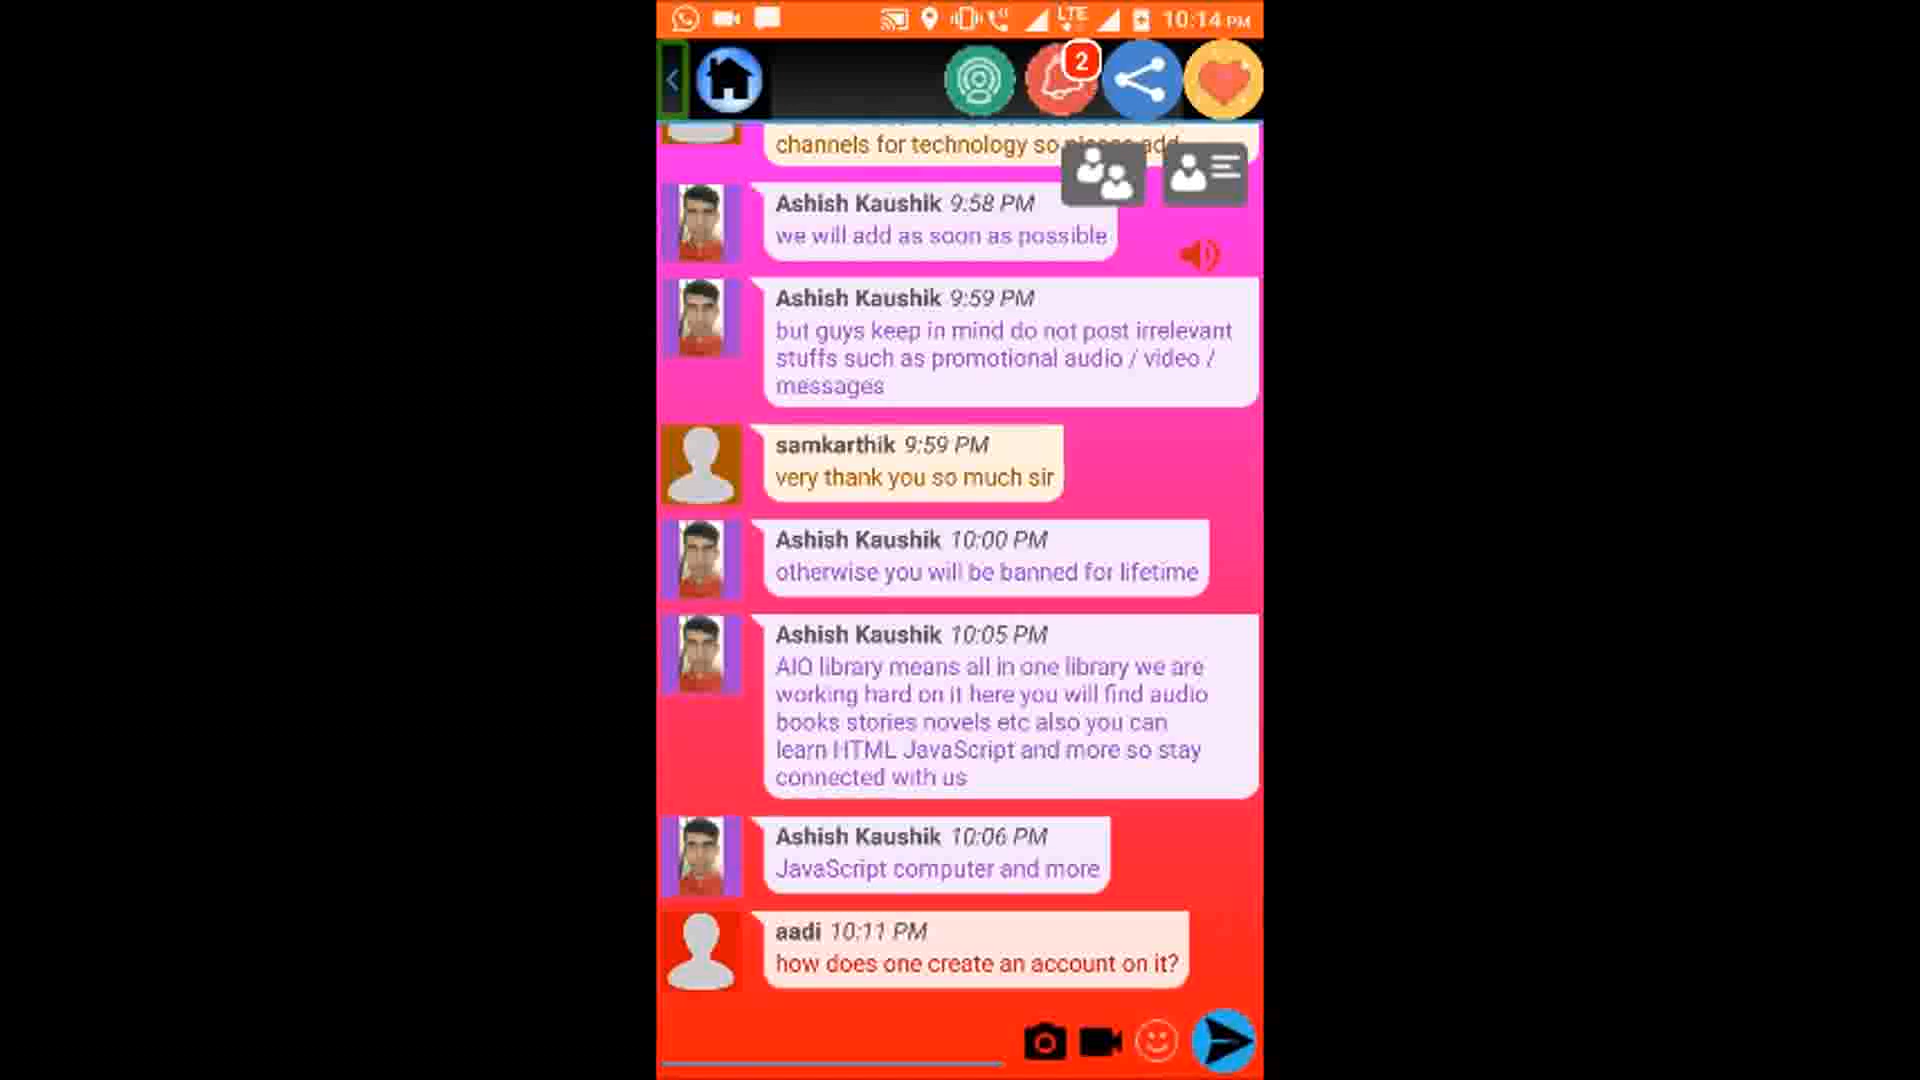 LTE
10:14 PM
2
channels for technology so please add
Ashish Kaushik 9:58 PM
we will add as soon as possible
Ashish Kaushik 9:59 PM
but guys keep in mind do not post irrelevant
stuffs such as promotional audio / video /
messages
samkarthik 9:59 PM
very thank you so much sir
Ashish Kaushik 10:00 PM
otherwise you will be banned for lifetime
Ashish Kaushik 10:05 PM
AIO library means all in one library we are
working hard on it here you will find audio
books stories novels etc also you can
learn HTML JavaScript and more so stay
connected with us
Ashish Kaushik 10:06 PM
JavaScript computer and more
aadi 10:11 PM
how does one create an account on it?